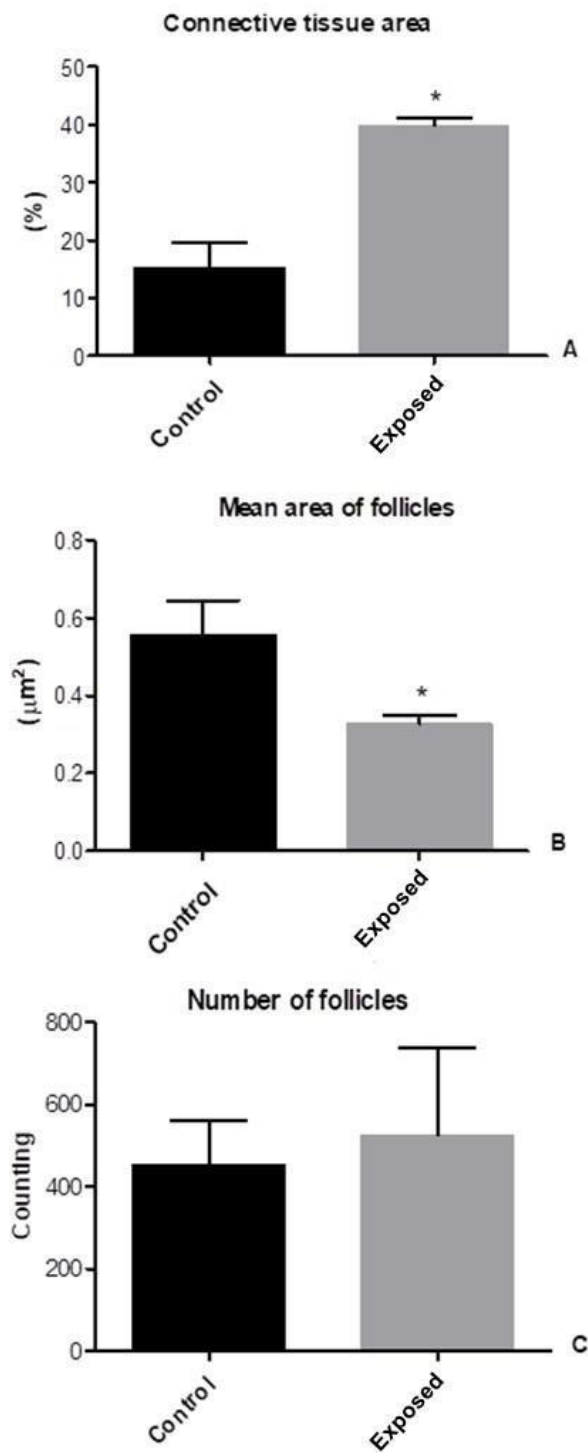 Connective tissue area
50
40
30
20
10
0
(%)
*
Control
Exposed
A
Mean area of follicles
0.8
0.6
0.4
0.2
0.0
(μm²)
*
Control
Exposed
B
Number of follicles
800
600
400
200
0
Counting
Control
Exposed
C